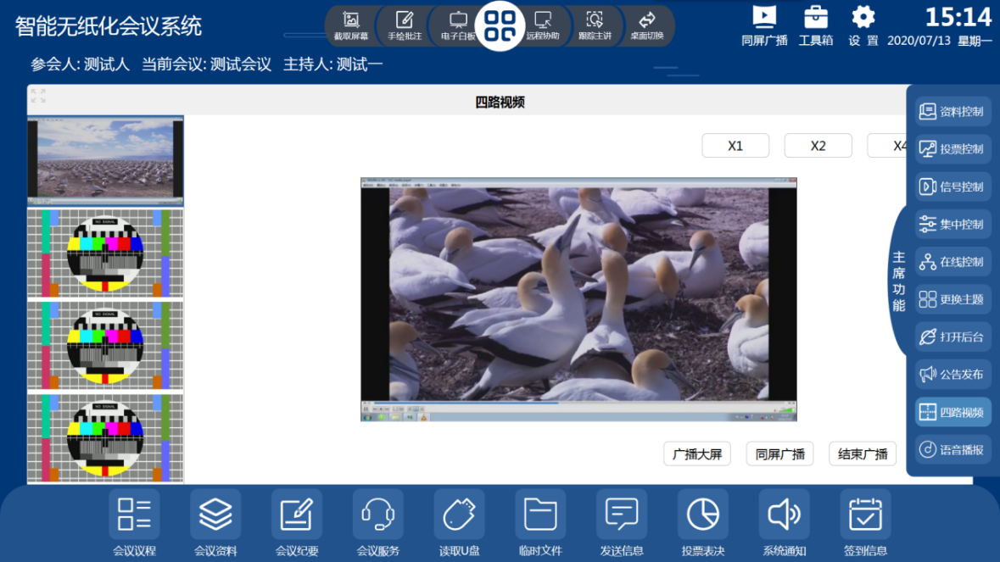 智能无纸化会议系统
截取屏幕
手绘批注
电子白板
远程协助
跟踪主讲
桌面切换
同屏广播
工具箱
设 置
15:14
2020/07/13 星期一
参会人: 测试人 当前会议: 测试会议 主持人: 测试一
四路视频
X1
X2
X4
NO SIGNAL
NO SIGNAL
NO SIGNAL
广播大屏
同屏广播
结束广播
主席功能
资料控制
投票控制
信号控制
集中控制
在线控制
更换主题
打开后台
公告发布
四路视频
语音播报
会议议程
会议资料
会议纪要
会议服务
读取U盘
临时文件
发送信息
投票表决
系统通知
签到信息